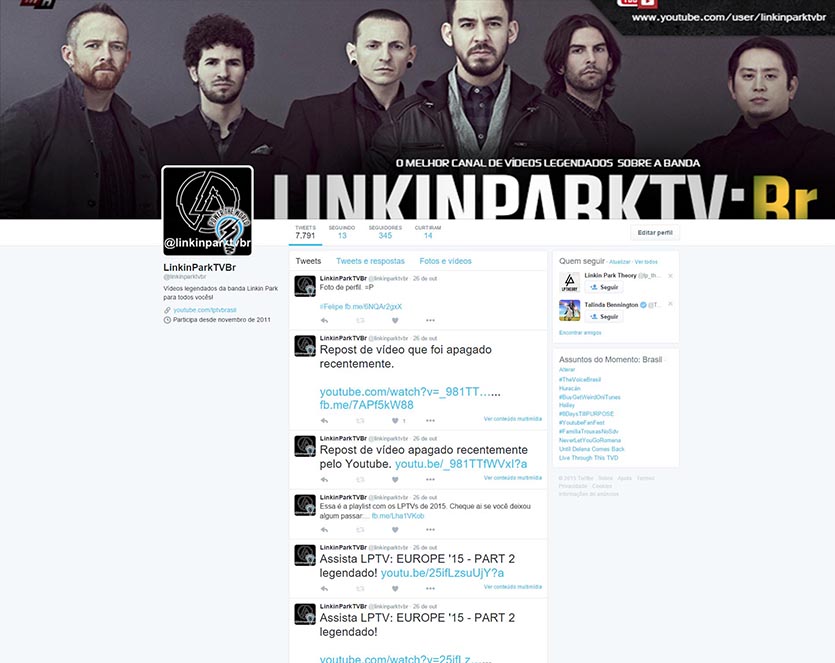 www.youtube.com/user/linkinparktvbr
O MELHOR CANAL DE VÍDEOS LEGENDADOS SOBRE A BANDA
LINKINPARKTV:Br
@linkinparktvbr
TWEETS
7.791
SEGUINDO
13
SEGUIDORES
345
CURTIRAM
14
Editar perfil
LinkinParkTVBr
@linkinparktvbr
Vídeos legendados da banda Linkin Park
para todos vocês!
youtube.com/lptvbrasil
Participa desde novembro de 2011
Tweets
Tweets e respostas
Fotos e vídeos
LinkinParkTVBr @linkinparktvbr · 26 de out
Foto de perfil. =P
#Felipe fb.me/6NQAr2gxX
LinkinParkTVBr @linkinparktvbr · 26 de out
Repost de vídeo que foi apagado
recentemente.
youtube.com/watch?v=_981TT…...
fb.me/7APf5kW88
1
Ver conteúdo multimídia
LinkinParkTVBr @linkinparktvbr · 26 de out
Repost de vídeo apagado recentemente
pelo Youtube. youtu.be/_981TTfWVxI?a
Ver conteúdo multimídia
LinkinParkTVBr @linkinparktvbr · 26 de out
Essa é a playlist com os LPTVs de 2015. Cheque ai se você deixou
algum passar:... fb.me/Lha1VKob
LinkinParkTVBr @linkinparktvbr · 26 de out
Assista LPTV: EUROPE '15 - PART 2
legendado! youtu.be/25ifLzsuUjY?a
Ver conteúdo multimídia
LinkinParkTVBr @linkinparktvbr · 26 de out
Assista LPTV: EUROPE '15 - PART 2
legendado!
youtube.com/watch?v=25ifLz…...
Quem seguir · Atualizar · Ver todos
Linkin Park Theory @lp_th...
LP THEORY
Seguir
Talinda Bennington @T...
Seguir
Encontrar amigos
Assuntos do Momento: Brasil ·
Alterar
#TheVoiceBrasil
Huracán
#BuyGetWeirdOniTunes
Halley
#8DaysTillPURPOSE
#YoutubeFanFest
#FamiliaTrouxasNoSdv
NeverLetYouGoRomena
Until Delena Comes Back
Live Through This TVD
© 2015 Twitter Sobre Ajuda Termos
Privacidade Cookies
Informações de anúncios